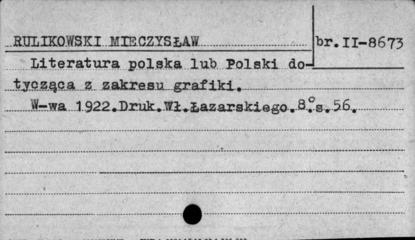 RULIKOWSKI MIECZYSŁAW
br.II-8673
Literatura polska lub Polski do-
tycząca z zakresu grafiki.
W-wa 1922.Druk.Wł.Łazarskiego.8°.s.56.